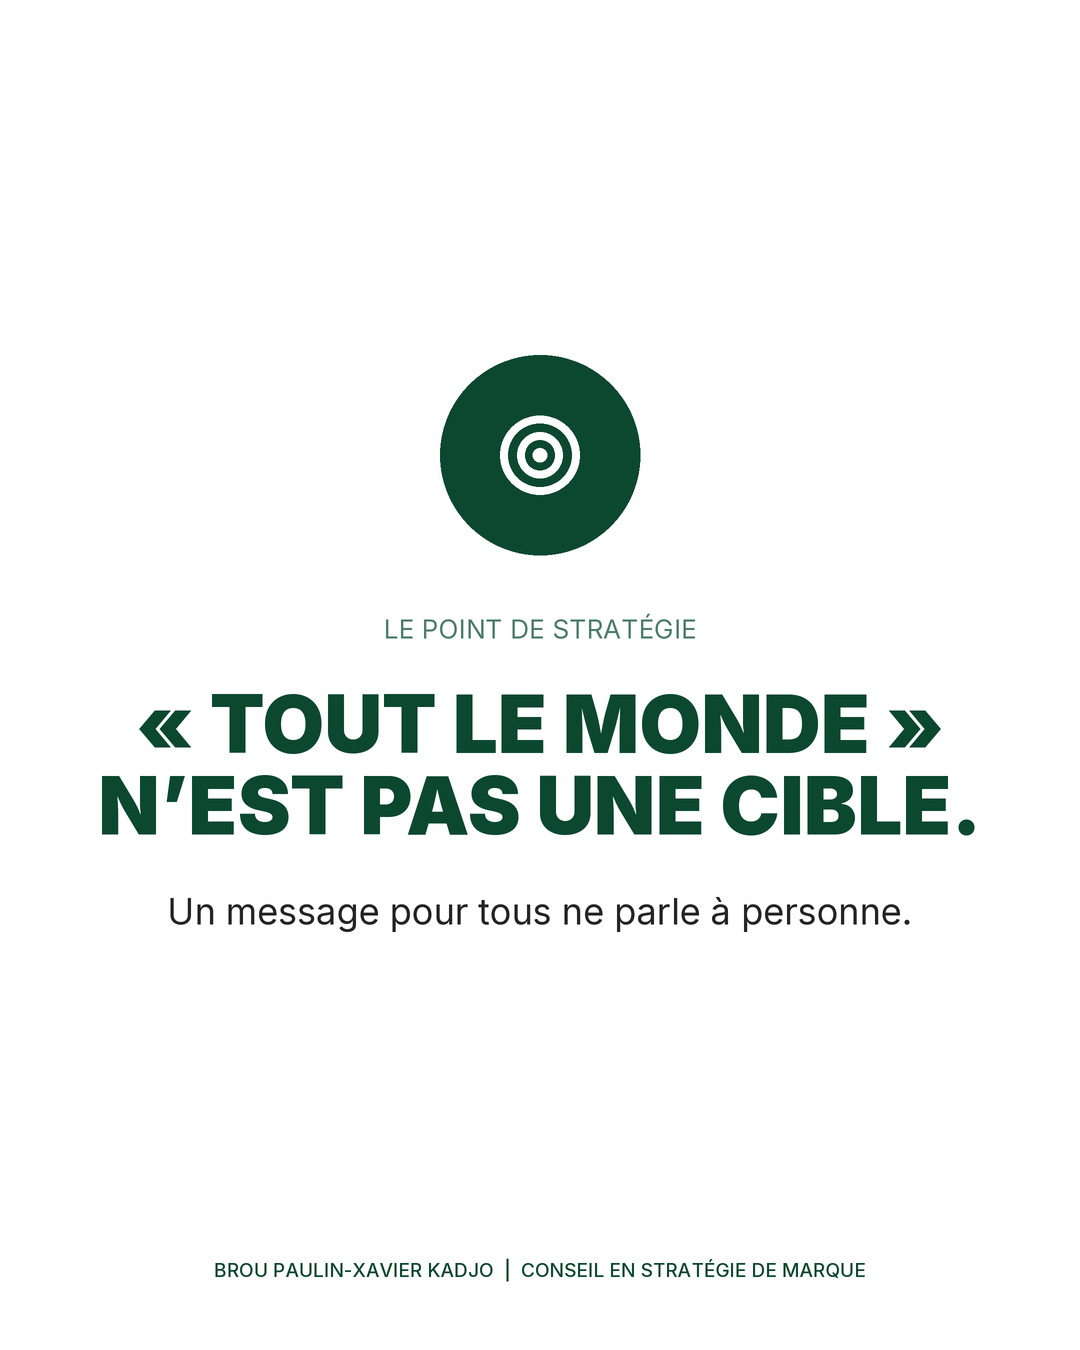 LE POINT DE STRATÉGIE
« TOUT LE MONDE »
N’EST PAS UNE CIBLE.
Un message pour tous ne parle à personne.
BROU PAULIN-XAVIER KADJO | CONSEIL EN STRATÉGIE DE MARQUE